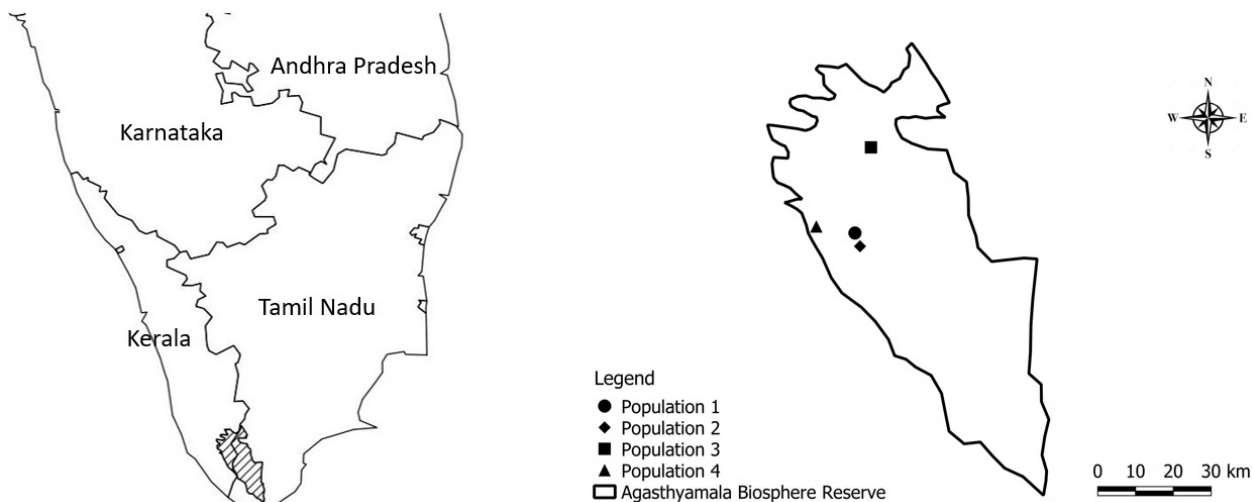 Andhra Pradesh
Karnataka
Tamil Nadu
Kerala
N
W E
S
Legend
Population 1
Population 2
Population 3
Population 4
Agasthyamala Biosphere Reserve
0 10 20 30 km